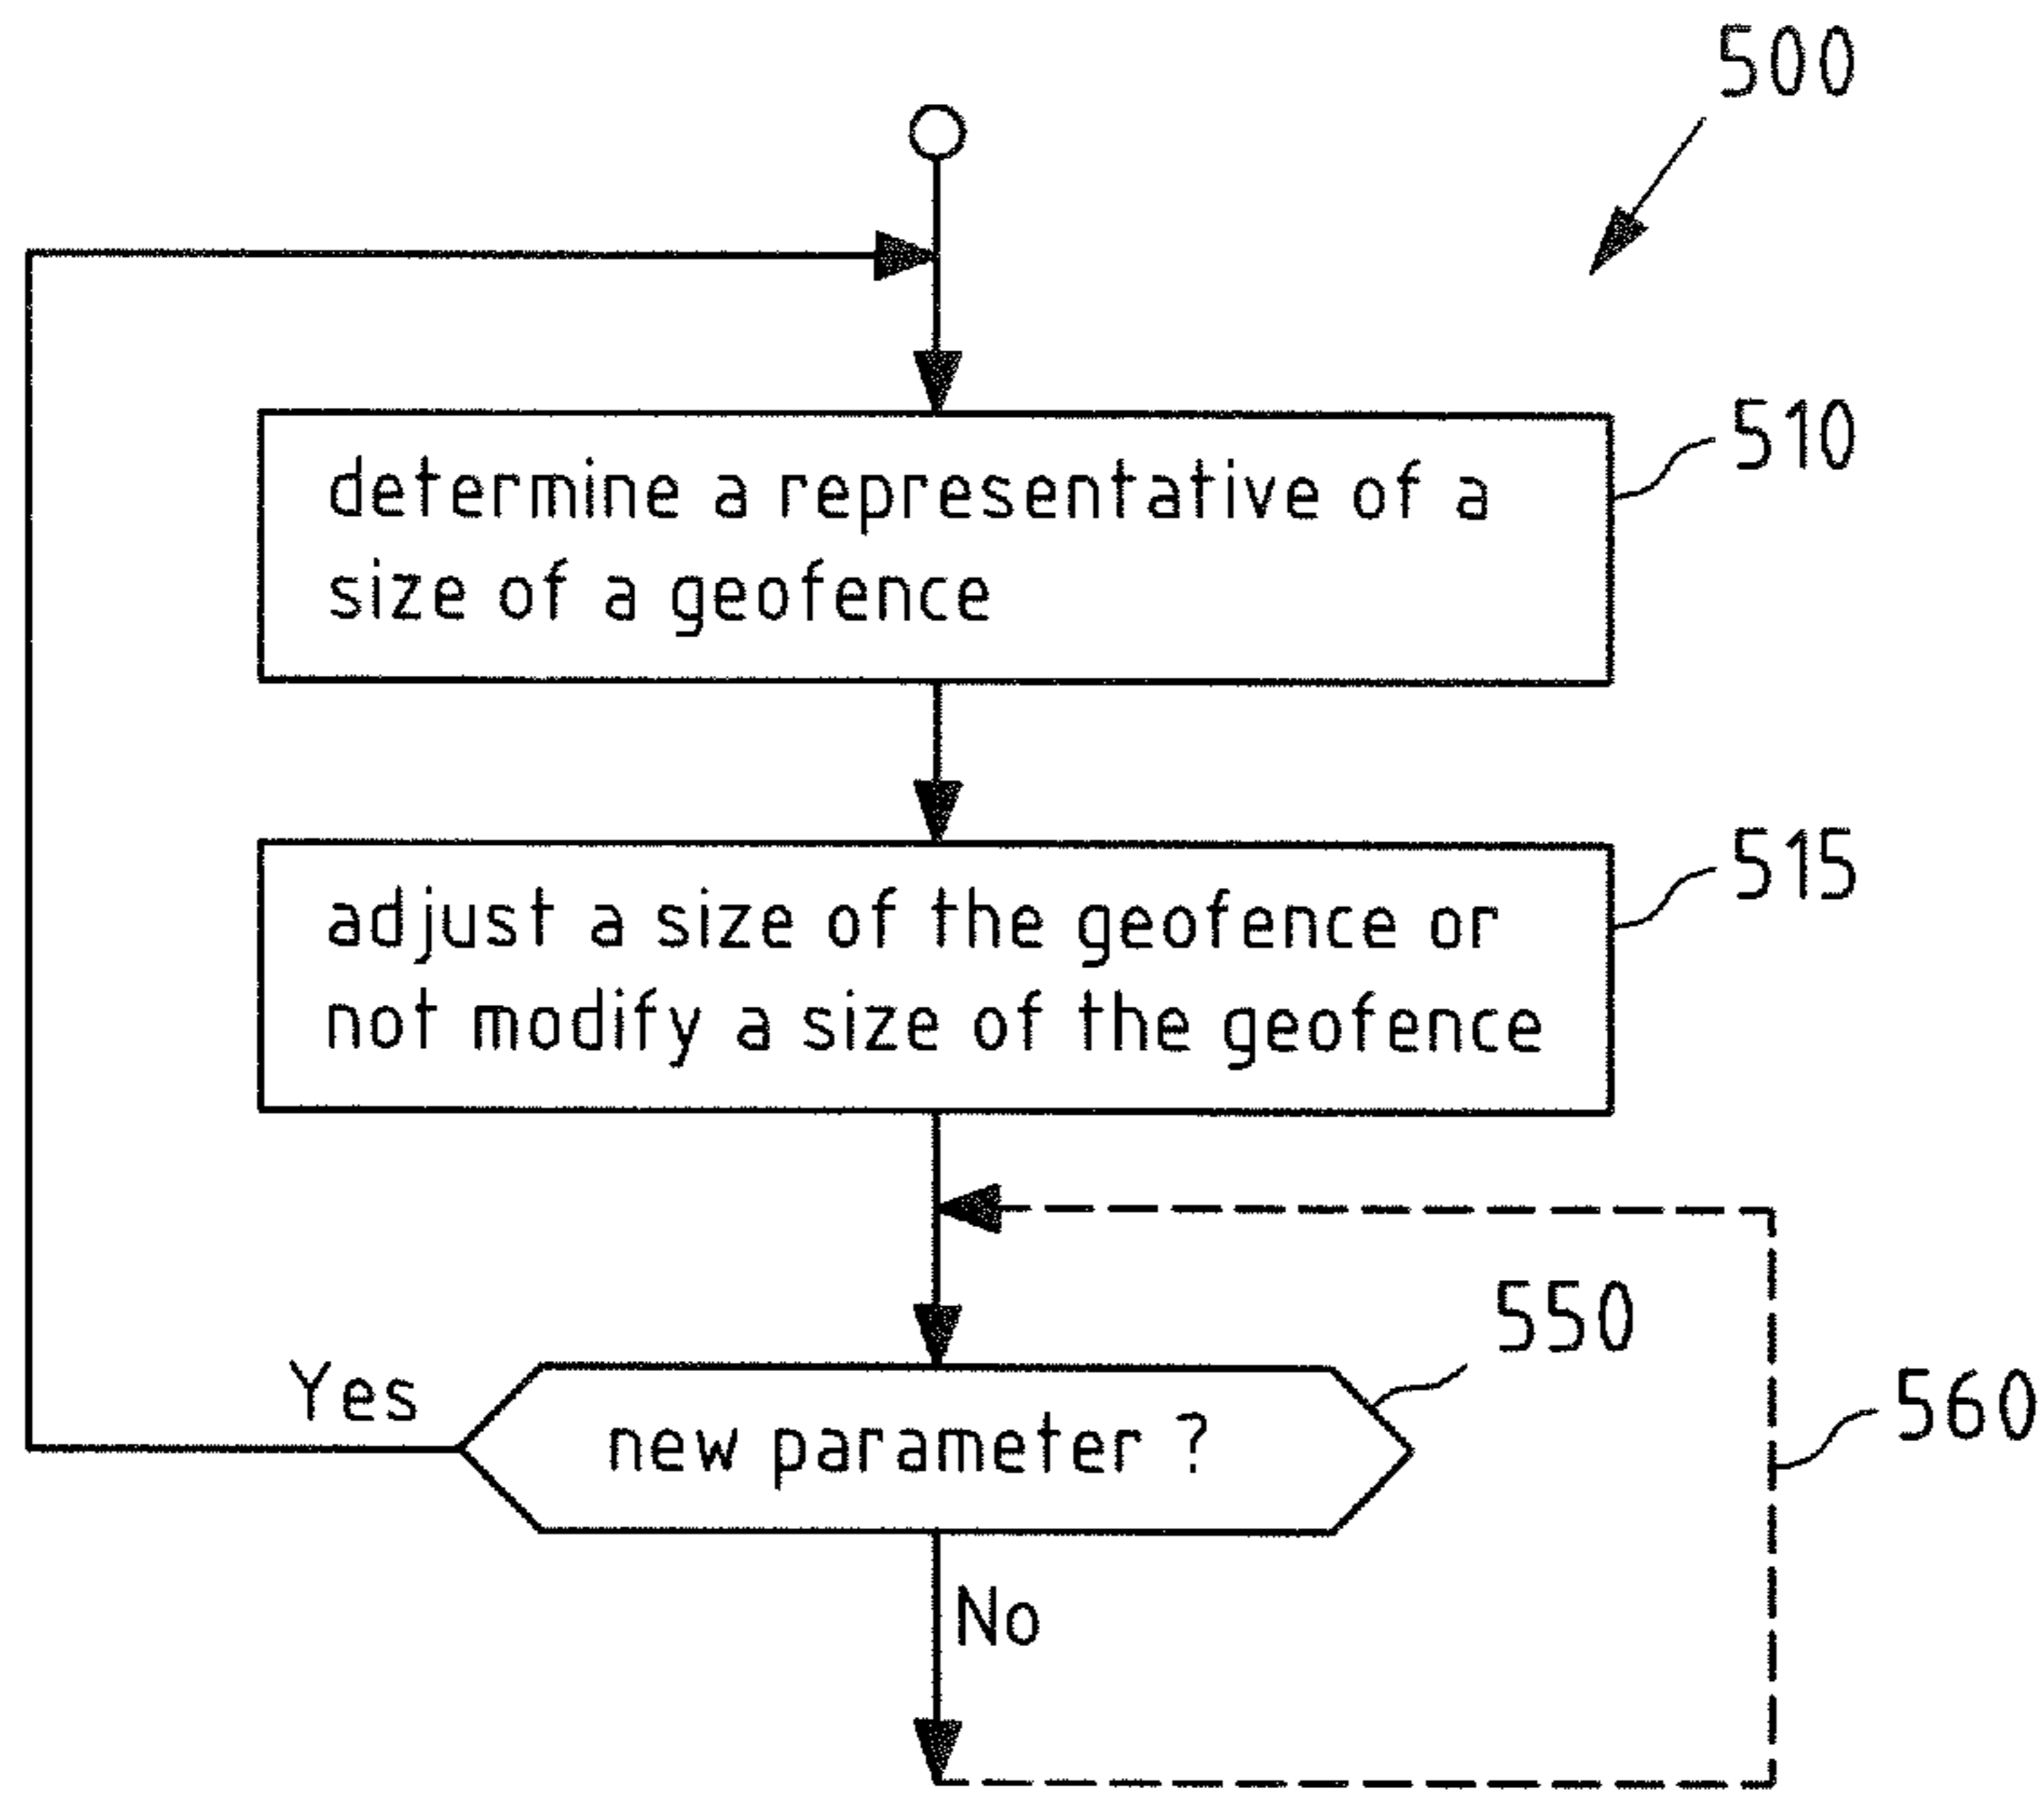 500
determine a representative of a
size of a geofence
510
adjust a size of the geofence or
not modify a size of the geofence
515
550
Yes
new parameter ?
560
No